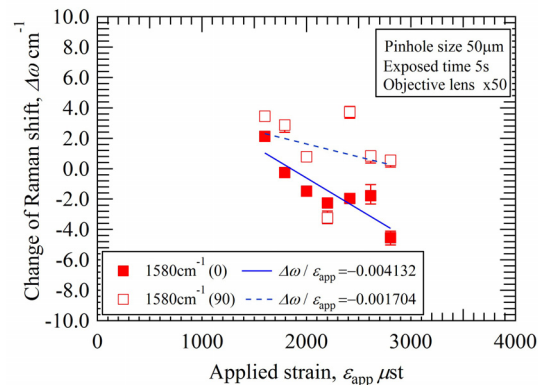 10.0
8.0
6.0
4.0
2.0
0.0
-2.0
-4.0
-6.0
-8.0
-10.0
Change of Raman shift, Δω cm⁻¹
Pinhole size 50μm
Exposed time 5s
Objective lens x50
1580cm⁻¹ (0) Δω / εapp =−0.004132
1580cm⁻¹ (90) Δω / εapp =−0.001704
0 1000 2000 3000 4000
Applied strain, εapp μst